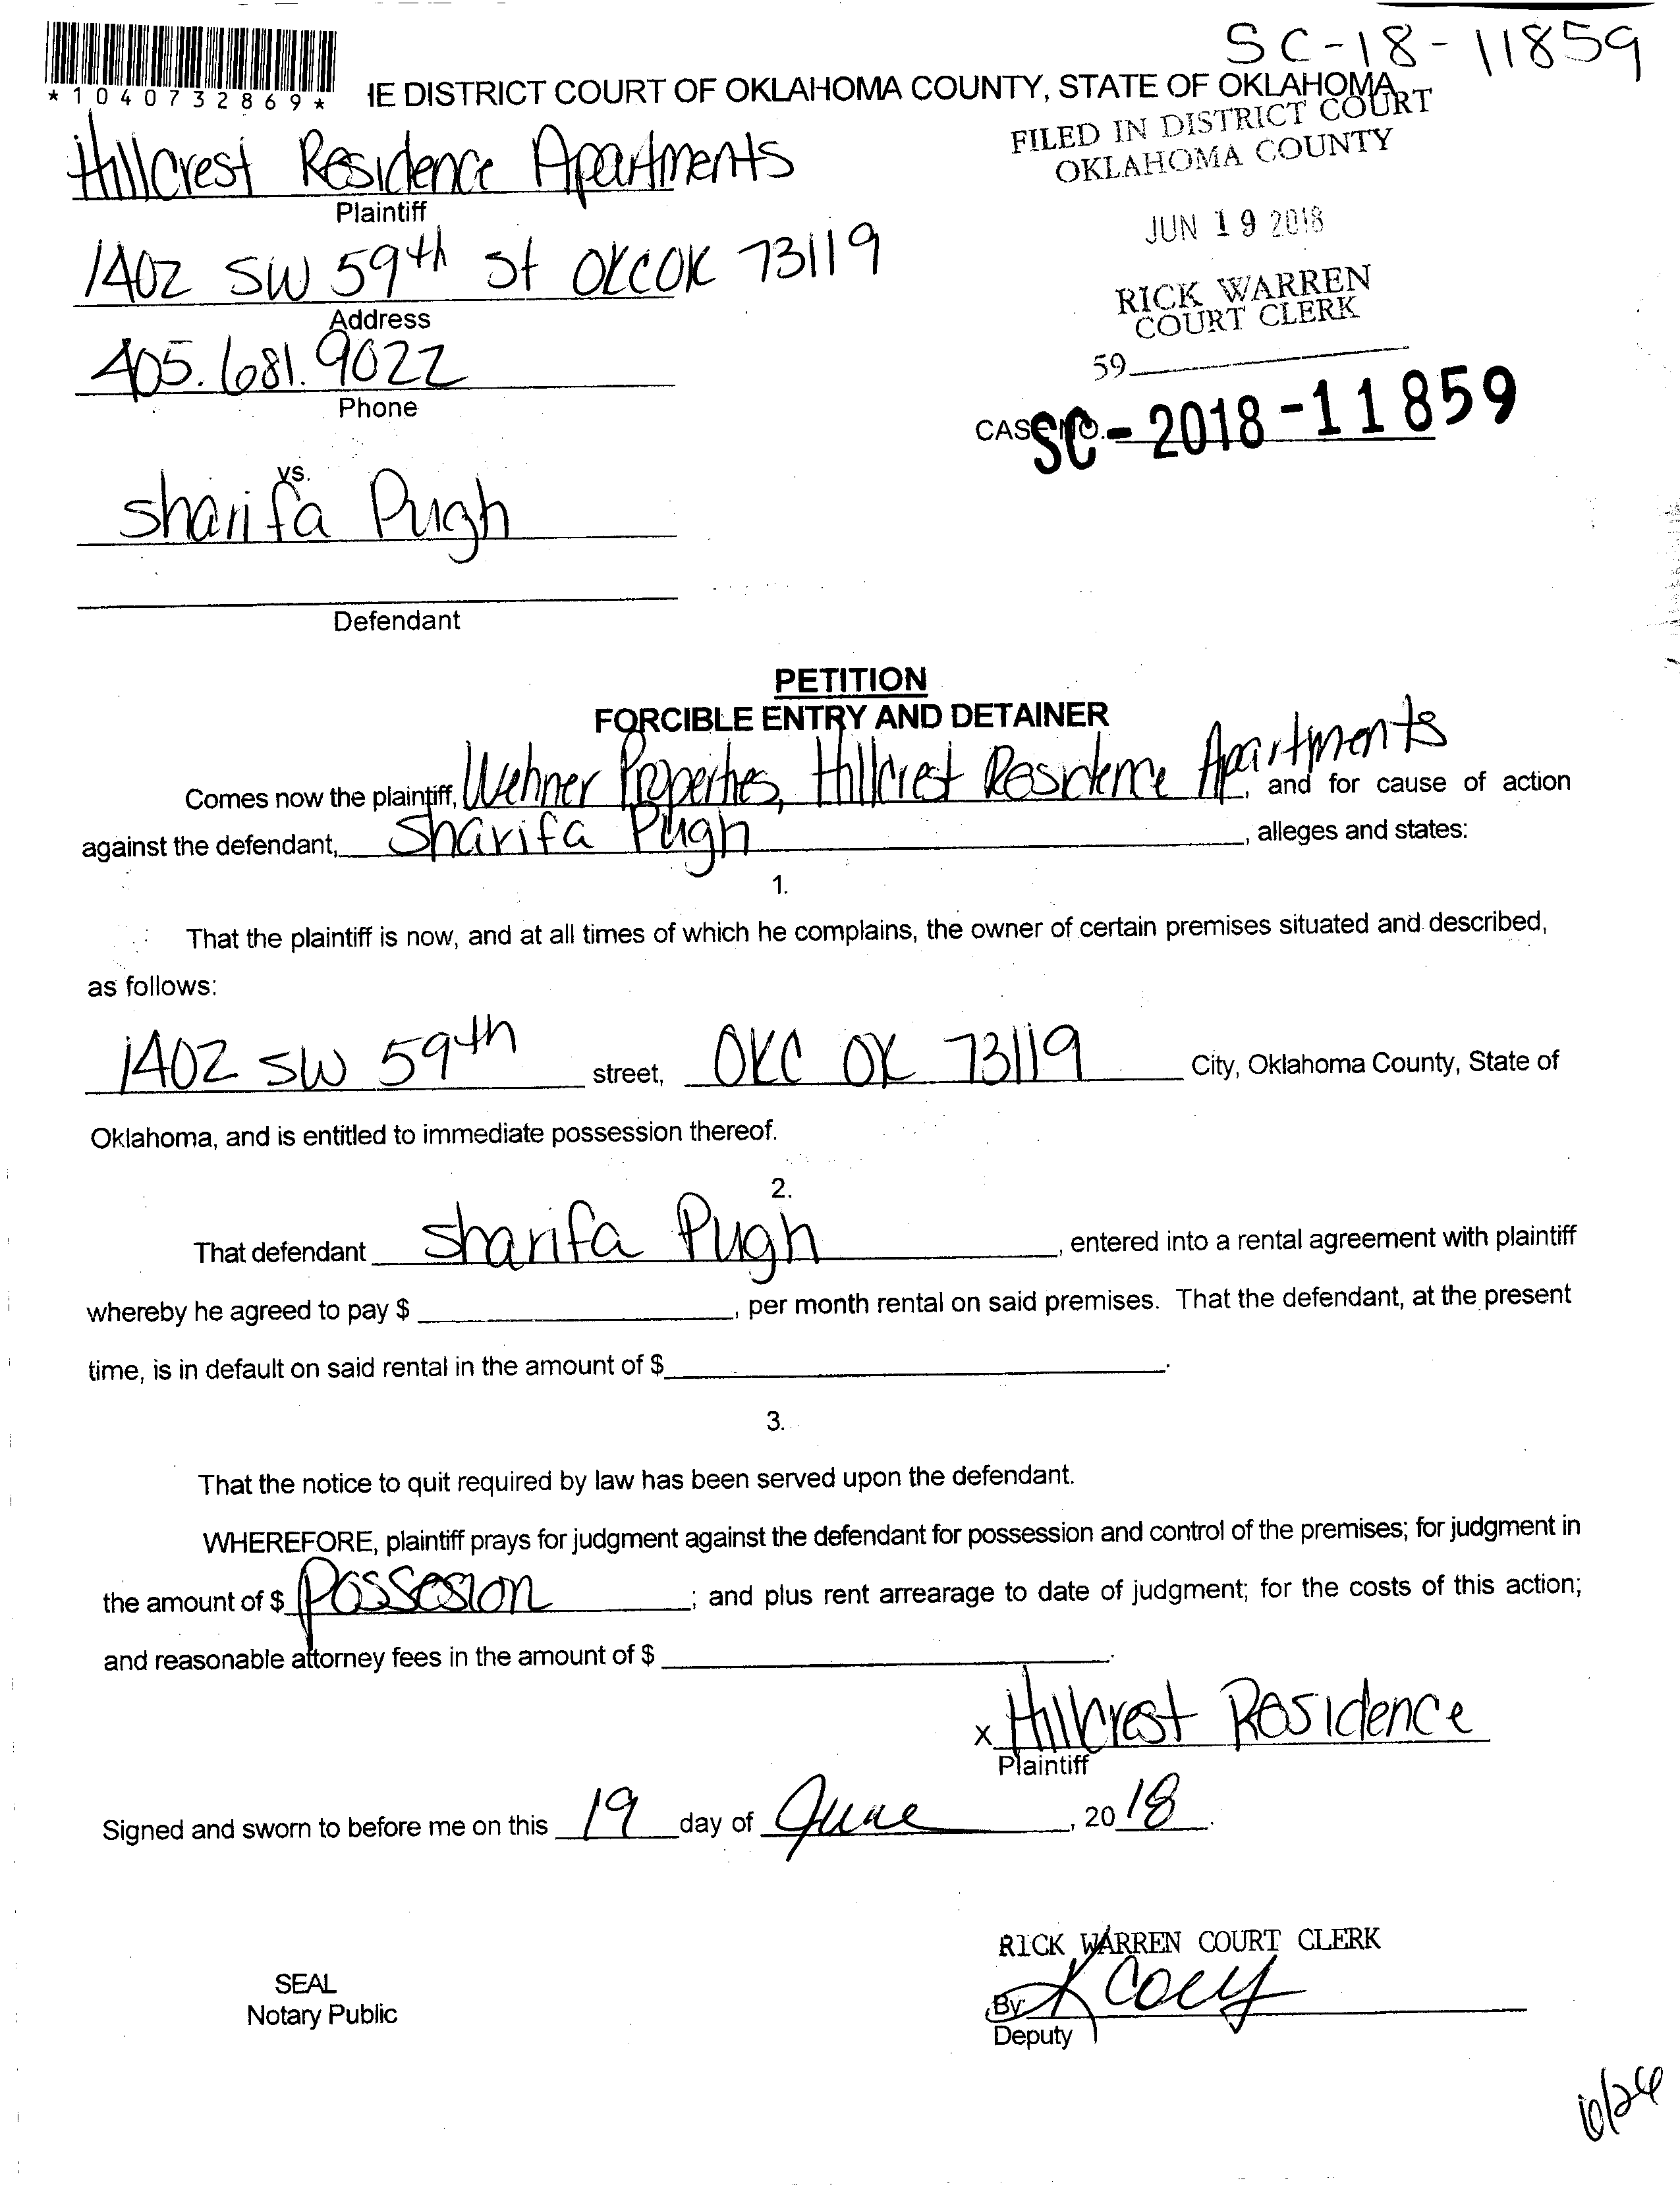 SC-18-11859
*1040732869*
IE DISTRICT COURT OF OKLAHOMA COUNTY, STATE OF OKLAHOMA
FILED IN DISTRICT COURT
OKLAHOMA COUNTY
Hillcrest Residence Apartments
Plaintiff
JUN 19 2018
1402 SW 59th St OKC OK 73119
Address
RICK WARREN
COURT CLERK
405.681.9022
Phone
59
CASE NO. SC-2018-11859
vs.
Sharifa Pugh
Defendant
PETITION
FORCIBLE ENTRY AND DETAINER
Comes now the plaintiff, Wehner Properties, Hillcrest Residence Apartments, and for cause of action
against the defendant, Sharifa Pugh, alleges and states:
1.
That the plaintiff is now, and at all times of which he complains, the owner of certain premises situated and described,
as follows:
1402 SW 59th street, OKC OK 73119 City, Oklahoma County, State of
Oklahoma, and is entitled to immediate possession thereof.
2.
That defendant Sharifa Pugh, entered into a rental agreement with plaintiff
whereby he agreed to pay $, per month rental on said premises. That the defendant, at the present
time, is in default on said rental in the amount of $.
3.
That the notice to quit required by law has been served upon the defendant.
WHEREFORE, plaintiff prays for judgment against the defendant for possession and control of the premises; for judgment in
the amount of $ Possesion; and plus rent arrearage to date of judgment; for the costs of this action;
and reasonable attorney fees in the amount of $.
X Hillcrest Residence
Plaintiff
Signed and sworn to before me on this 19 day of June, 2018.
RICK WARREN COURT CLERK
SEAL
Notary Public
By
Deputy
6/26